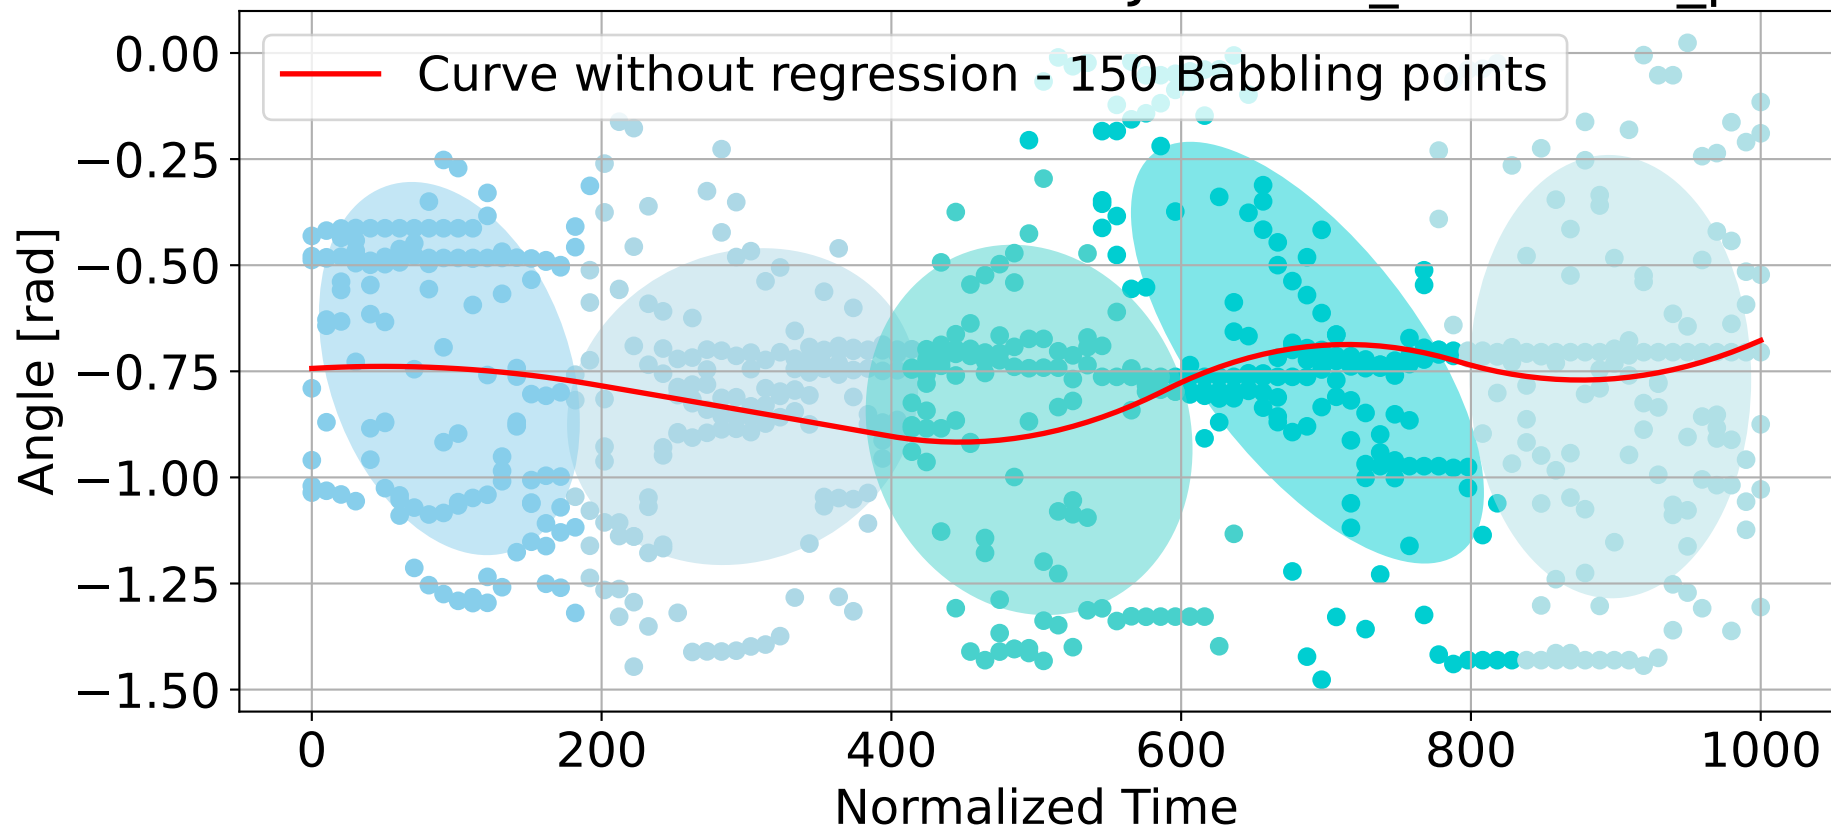 Curve without regression - 150 Babbling points
0.00
−0.25
−0.50
−0.75
−1.00
−1.25
−1.50
Angle [rad]
0 200 400 600 800 1000
Normalized Time